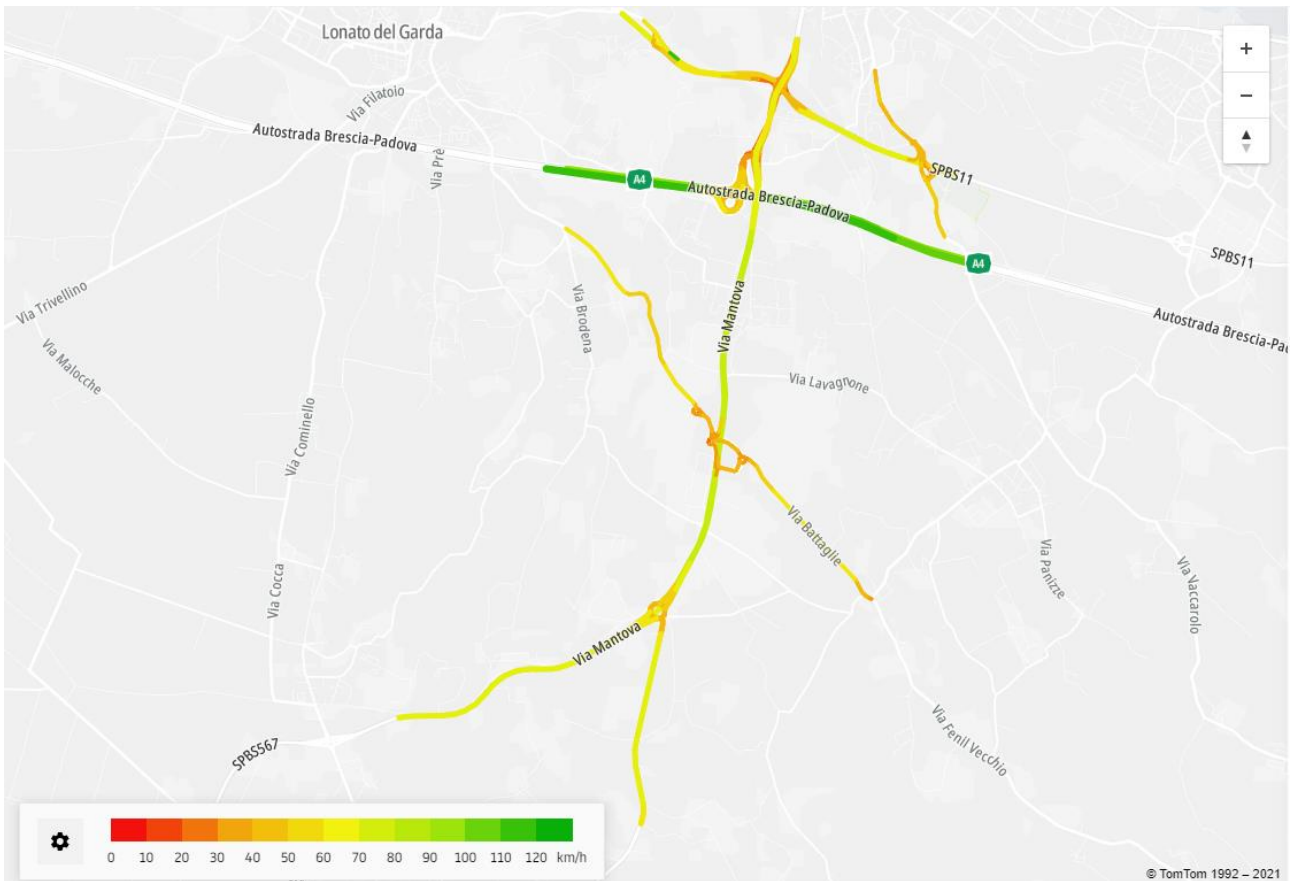 Lonato del Garda
+
−
Via Filatoio
Autostrada Brescia-Padova
Via Prè
SPBS11
A4
Autostrada Brescia-Padova
SPBS11
A4
Via Trivellino
Via Brodena
Via Mantova
Autostrada Brescia-Pad
Via Malocche
Via Lavagnone
Via Cominello
Via Battaglie
Via Cocca
Via Panizze
Via Vaccarolo
Via Mantova
SPBS567
Via Fenil Vecchio
0 10 20 30 40 50 60 70 80 90 100 110 120 km/h
© TomTom 1992 – 2021